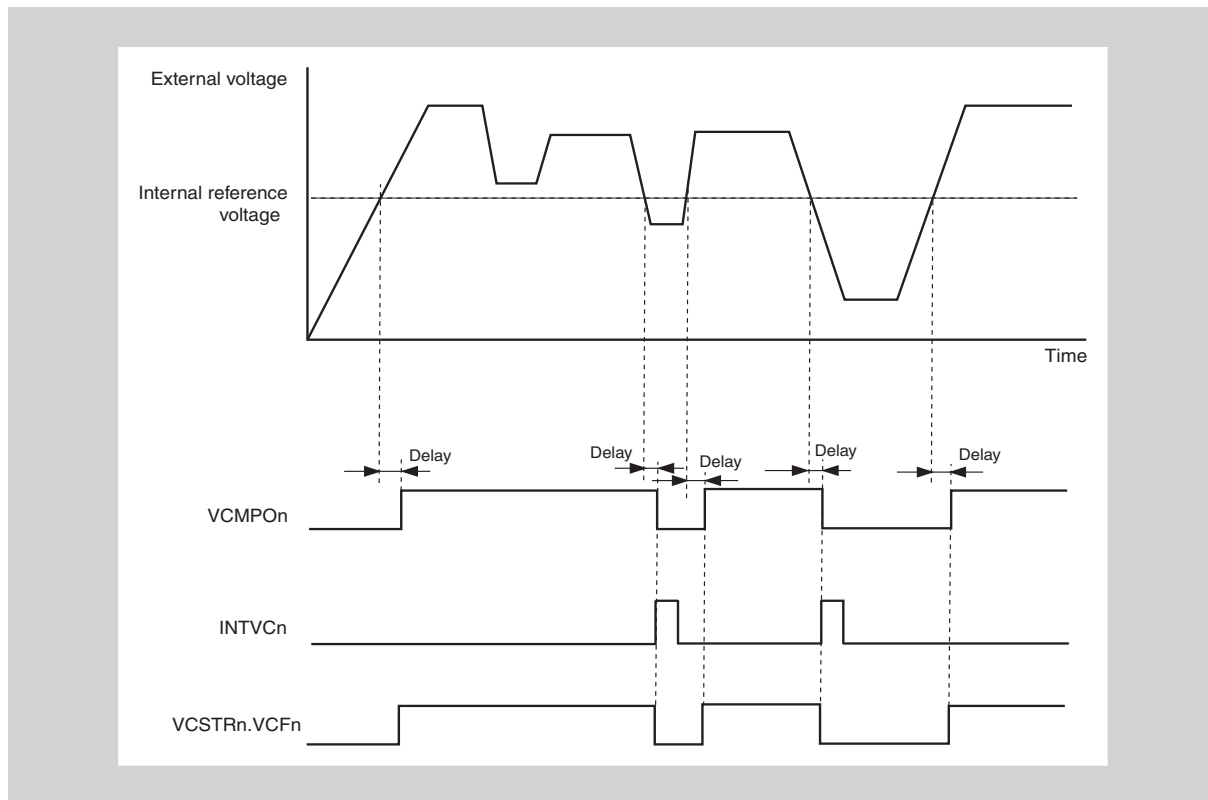 External voltage
Internal reference
voltage
Time
Delay
Delay
Delay
Delay
Delay
VCMPOn
INTVCn
VCSTRn.VCFn